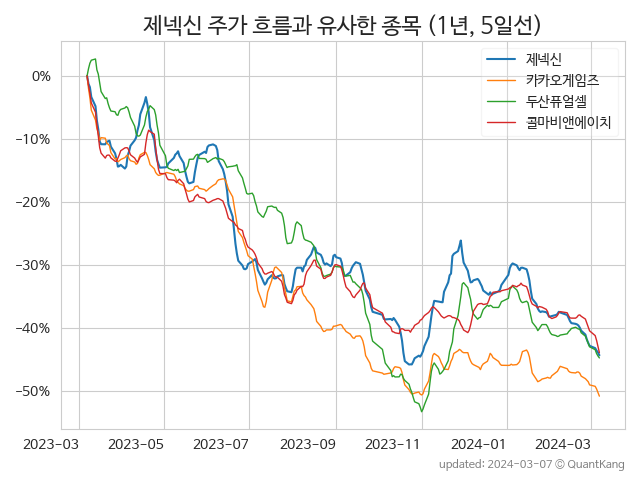 제넥신 주가 흐름과 유사한 종목 (1년, 5일선)
제넥신
카카오게임즈
두산퓨얼셀
콜마비앤에이치
0%
−10%
−20%
−30%
−40%
−50%
2023-03 2023-05 2023-07 2023-09 2023-11 2024-01 2024-03
updated: 2024-03-07 © QuantKang